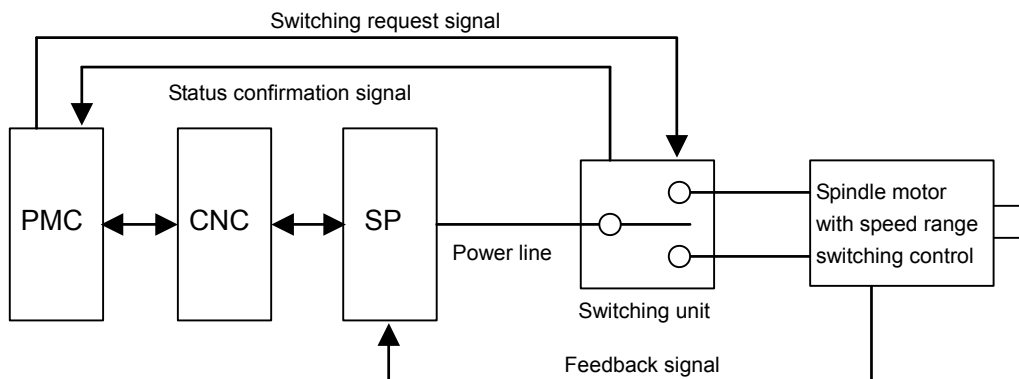 Switching request signal
Status confirmation signal
PMC
CNC
SP
Power line
Switching unit
Spindle motor
with speed range
switching control
Feedback signal